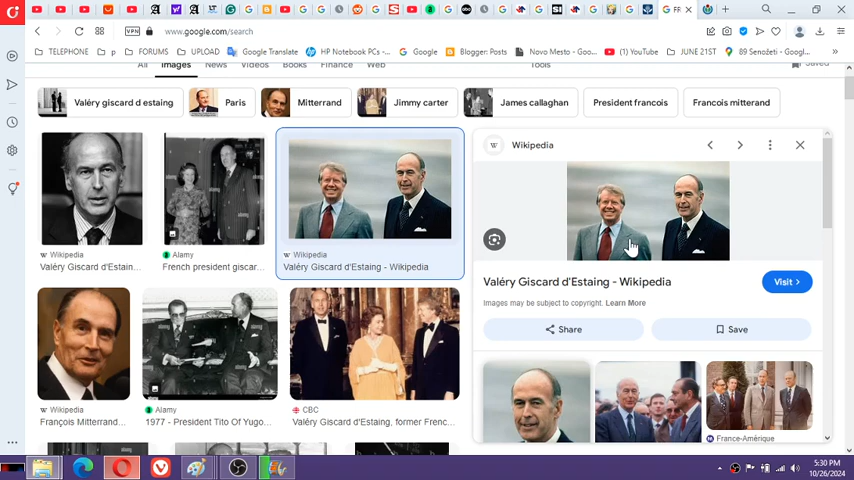 FR
VPN
www.google.com/search
TELEPHONE
p
FORUMS
UPLOAD
Google Translate
HP Notebook PCs -...
Google
Blogger: Posts
Novo Mesto - Googl...
(1) YouTube
JUNE 21ST
89 Senožeti - Googl...
All Images News Videos Books Finance Web Tools Saved
Valéry giscard d estaing
Paris
Mitterrand
Jimmy carter
James callaghan
President francois
Francois mitterrand
W Wikipedia
Valéry Giscard d'Estain...
Alamy
French president giscar...
W Wikipedia
Valéry Giscard d'Estaing - Wikipedia
W Wikipedia
François Mitterrand...
Alamy
1977 - President Tito Of Yugo...
CBC
Valéry Giscard d'Estaing, former Frenc...
W Wikipedia
Valéry Giscard d'Estaing - Wikipedia
Visit >
Images may be subject to copyright. Learn More
Share
Save
France-Amérique
5:30 PM
10/26/2024